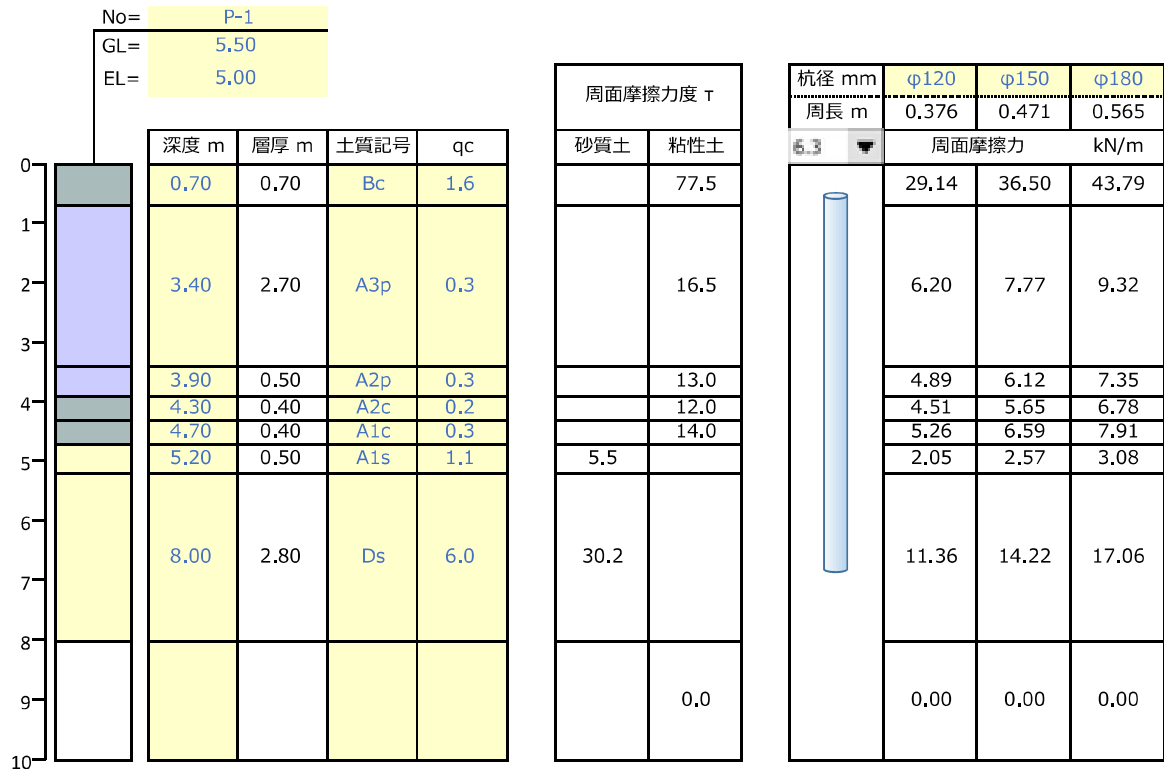 No= P-1
GL= 5.50
EL= 5.00
周面摩擦力度 τ
杭径 mm φ120 φ150 φ180
周長 m 0.376 0.471 0.565
深度 m 層厚 m 土質記号 qc 砂質土 粘性土 6.3 ▼ 周面摩擦力 kN/m
0
0.70 0.70 Bc 1.6 77.5 29.14 36.50 43.79
1
2 3.40 2.70 A3p 0.3 16.5 6.20 7.77 9.32
3
3.90 0.50 A2p 0.3 13.0 4.89 6.12 7.35
4 4.30 0.40 A2c 0.2 12.0 4.51 5.65 6.78
4.70 0.40 A1c 0.3 14.0 5.26 6.59 7.91
5 5.20 0.50 A1s 1.1 5.5 2.05 2.57 3.08
6
8.00 2.80 Ds 6.0 30.2 11.36 14.22 17.06
7
8
9 0.0 0.00 0.00 0.00
10